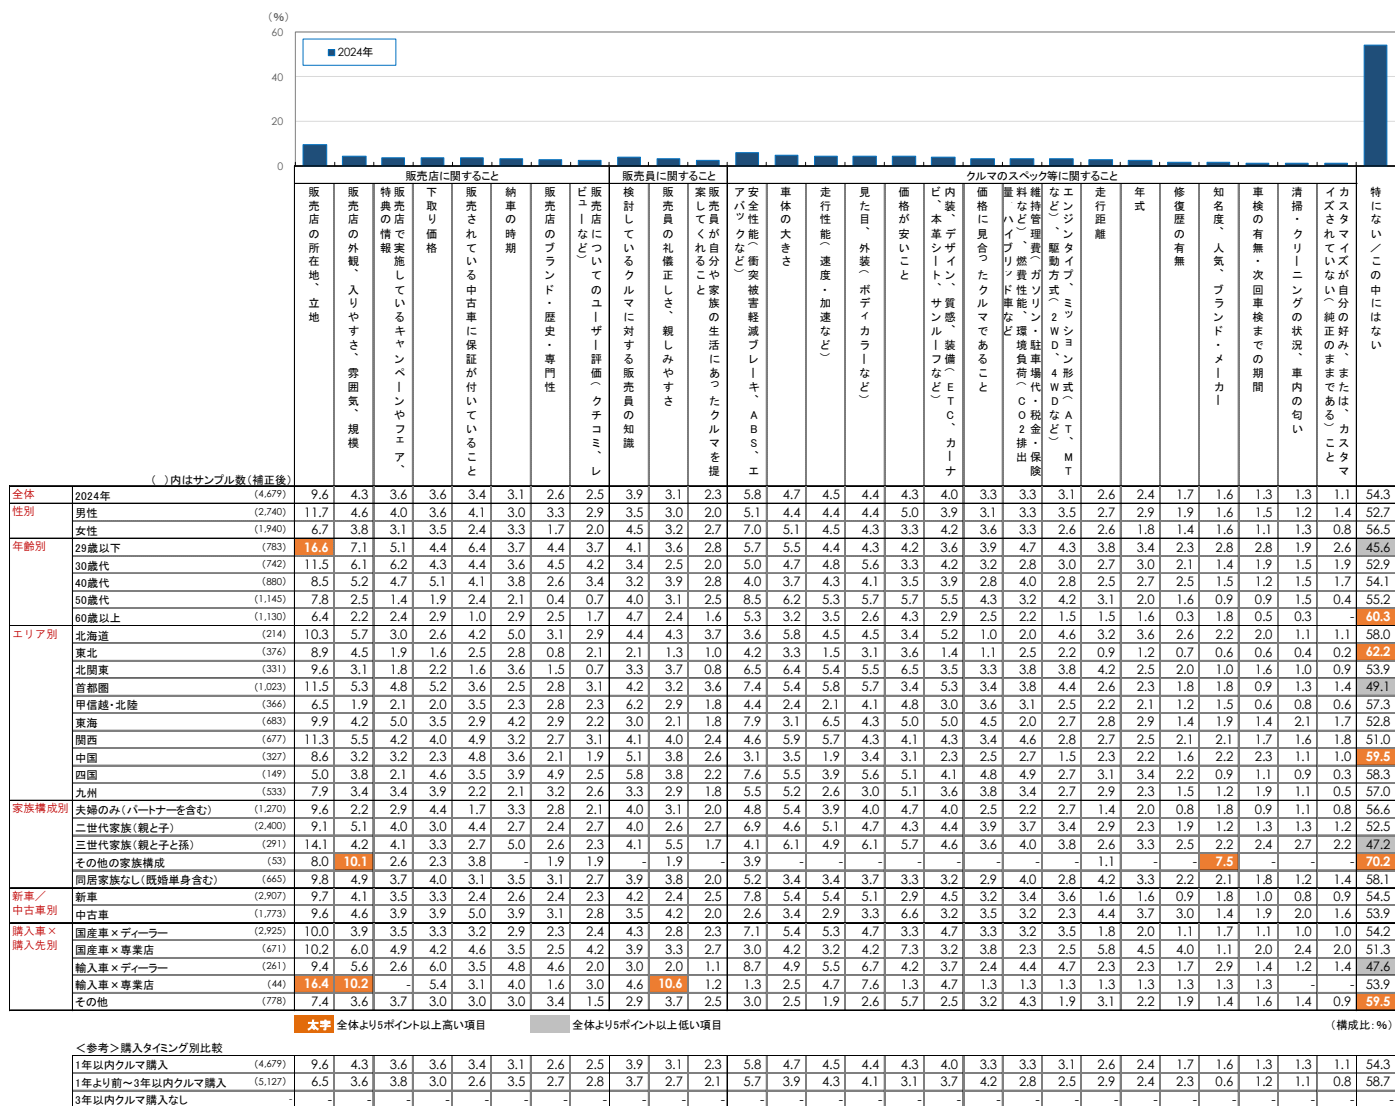 (%)
60
40
20
0
■2024年
販売店に関すること
販売員に関すること
クルマのスペック等に関すること
販売店の所在地、立地
販売店の外観、入りやすさ、雰囲気、規模
販売店で実施しているキャンペーンやフェア、
特典の情報
下取り価格
販売されている中古車に保証が付いていること
納車の時期
販売店のブランド・歴史・専門性
販売店についてのユーザー評価(クチコミ、レ
ビューなど)
検討しているクルマに対する販売員の知識
販売員の礼儀正しさ、親しみやすさ
販売員が自分や家族の生活にあったクルマを提
案してくれること
安全性能(衝突被害軽減ブレーキ、ABS、エ
アバックなど)
車体の大きさ
走行性能(速度・加速など)
見た目、外装(ボディカラーなど)
価格が安いこと
内装、デザイン、質感、装備(ETC、カーナ
ビ、本革シート、サンルーフなど)
価格に見合ったクルマであること
維持管理費(ガソリン・駐車場代・税金・保険
料など)、燃費性能、環境負荷(CO2排出
量、ハイブリッド車など
エンジンタイプ、ミッション形式(AT、MT
など)、駆動方式(2WD、4WDなど)
走行距離
年式
修復歴の有無
知名度、人気、ブランド・メーカー
車検の有無・次回車検までの期間
清掃・クリーニングの状況、車内の匂い
カスタマイズが自分の好み、または、カスタマ
イズされていない(純正のままである)こと
特にない/この中にはない
( )内はサンプル数(補正後)
全体 2024年 (4,679) 9.6 4.3 3.6 3.6 3.4 3.1 2.6 2.5 3.9 3.1 2.3 5.8 4.7 4.5 4.4 4.3 4.0 3.3 3.3 3.1 2.6 2.4 1.7 1.6 1.3 1.3 1.1 54.3
性別 男性 (2,740) 11.7 4.6 4.0 3.6 4.1 3.0 3.3 2.9 3.5 3.0 2.0 5.1 4.4 4.4 4.4 5.0 3.9 3.1 3.3 3.5 2.7 2.9 1.9 1.6 1.5 1.2 1.4 52.7
女性 (1,940) 6.7 3.8 3.1 3.5 2.4 3.3 1.7 2.0 4.5 3.2 2.7 7.0 5.1 4.5 4.3 3.3 4.2 3.6 3.3 2.6 2.6 1.8 1.4 1.6 1.1 1.3 0.8 56.5
年齢別 29歳以下 (783) 16.6 7.1 5.1 4.4 6.4 3.7 4.4 3.7 4.1 3.6 2.8 5.7 5.5 4.4 4.3 4.2 3.6 3.9 4.7 4.3 3.8 3.4 2.3 2.8 2.8 1.9 2.6 45.6
30歳代 (742) 11.5 6.1 6.2 4.3 4.4 3.6 4.5 4.2 3.4 2.5 2.0 5.0 4.7 4.8 5.6 3.3 4.2 3.2 2.8 3.0 2.7 3.0 2.1 1.4 1.9 1.5 1.9 52.9
40歳代 (880) 8.5 5.2 4.7 5.1 4.1 3.8 2.6 3.4 3.2 3.9 2.8 4.0 3.7 4.3 4.1 3.5 3.9 2.8 4.0 2.8 2.5 2.7 2.5 1.5 1.2 1.5 1.7 54.1
50歳代 (1,145) 7.8 2.5 1.4 1.9 2.4 2.1 0.4 0.7 4.0 3.1 2.5 8.5 6.2 5.3 5.7 5.7 5.5 4.3 3.2 4.2 3.1 2.0 1.6 0.9 0.9 1.5 0.4 55.2
60歳以上 (1,130) 6.4 2.2 2.4 2.9 1.0 2.9 2.5 1.7 4.7 2.4 1.6 5.3 3.2 3.5 2.6 4.3 2.9 2.5 2.2 1.5 1.5 1.6 0.3 1.8 0.5 0.3 - 60.3
エリア別 北海道 (214) 10.3 5.7 3.0 2.6 4.2 5.0 3.1 2.9 4.4 4.3 3.7 3.6 5.8 4.5 4.5 3.4 5.2 1.0 2.0 4.6 3.2 3.6 2.6 2.2 2.0 1.1 1.1 58.0
東北 (376) 8.9 4.5 1.9 1.6 2.5 2.8 0.8 2.1 2.1 1.3 1.0 4.2 3.3 1.5 3.1 3.6 1.4 1.1 2.5 2.2 0.9 1.2 0.7 0.6 0.6 0.4 0.2 62.2
北関東 (331) 9.6 3.1 1.8 2.2 1.6 3.6 1.5 0.7 3.3 3.7 0.8 6.5 6.4 5.4 5.5 6.5 3.5 3.3 3.8 3.8 4.2 2.5 2.0 1.0 1.6 1.0 0.9 53.9
首都圏 (1,023) 11.5 5.3 4.8 5.2 3.6 2.5 2.8 3.1 4.2 3.2 3.6 7.4 5.4 5.8 5.7 3.4 5.3 3.4 3.8 4.4 2.6 2.3 1.8 1.8 0.9 1.3 1.4 49.1
甲信越・北陸 (366) 6.5 1.9 2.1 2.0 3.5 2.3 2.8 2.3 6.2 2.9 1.8 4.4 2.4 2.1 4.1 4.8 3.0 3.6 3.1 2.5 2.2 2.1 1.2 1.5 0.6 0.8 0.6 57.3
東海 (683) 9.9 4.2 5.0 3.5 2.9 4.2 2.9 2.2 3.0 2.1 1.8 7.9 3.1 6.5 4.3 5.0 5.0 4.5 2.0 2.7 2.8 2.9 1.4 1.9 1.4 2.1 1.7 52.8
関西 (677) 11.3 5.5 4.2 4.0 4.9 3.2 2.7 3.1 4.1 4.0 2.4 4.6 5.9 5.7 4.3 4.1 4.3 3.4 4.6 2.8 2.7 2.5 2.1 2.1 1.7 1.6 1.8 51.0
中国 (327) 8.6 3.2 3.2 2.3 4.8 3.6 2.1 1.9 5.1 3.8 2.6 3.1 3.5 1.9 3.4 3.1 2.3 2.5 2.7 1.5 2.3 2.2 1.6 2.2 2.3 1.1 1.0 59.5
四国 (149) 5.0 3.8 2.1 4.6 3.5 3.9 4.9 2.5 5.8 3.8 2.2 7.6 5.5 3.9 5.6 5.1 4.1 4.8 4.9 2.7 3.1 3.4 2.2 0.9 1.1 0.9 0.3 58.3
九州 (533) 7.9 3.4 3.4 3.9 2.2 2.1 3.2 2.6 3.3 2.9 1.8 5.5 5.2 2.6 3.0 5.1 3.6 3.8 3.4 2.7 2.9 2.3 1.5 1.2 1.9 1.1 0.5 57.0
家族構成別 夫婦のみ(パートナーを含む) (1,270) 9.6 2.2 2.9 4.4 1.7 3.3 2.8 2.1 4.0 3.1 2.0 4.8 5.4 3.9 4.0 4.7 4.0 2.5 2.2 2.7 1.4 2.0 0.8 1.8 0.9 1.1 0.8 56.6
二世代家族(親と子) (2,400) 9.1 5.1 4.0 3.0 4.4 2.7 2.4 2.7 4.0 2.6 2.7 6.9 4.6 5.1 4.7 4.3 4.4 3.9 3.7 3.4 2.9 2.3 1.9 1.2 1.3 1.3 1.2 52.5
三世代家族(親と子と孫) (291) 14.1 4.2 4.1 3.3 2.7 5.0 2.6 2.3 4.1 5.5 1.7 4.1 6.1 4.9 6.1 5.7 4.6 3.6 4.0 3.8 2.6 3.3 2.5 2.2 2.4 2.7 2.2 47.2
その他の家族構成 (53) 8.0 10.1 2.6 2.3 3.8 - 1.9 1.9 - 1.9 - 3.9 - - - - - - - - 1.1 - - 7.5 - - - 70.2
同居家族なし(既婚単身含む) (665) 9.8 4.9 3.7 4.0 3.1 3.5 3.1 2.7 3.9 3.8 2.0 5.2 3.4 3.4 3.7 3.3 3.2 2.9 4.0 2.8 4.2 3.3 2.2 2.1 1.8 1.2 1.4 58.1
新車/ 新車 (2,907) 9.7 4.1 3.5 3.3 2.4 2.6 2.4 2.3 4.2 2.4 2.5 7.8 5.4 5.4 5.1 2.9 4.5 3.2 3.4 3.6 1.6 1.6 0.9 1.8 1.0 0.8 0.9 54.5
中古車別 中古車 (1,773) 9.6 4.6 3.9 3.9 5.0 3.9 3.1 2.8 3.5 4.2 2.0 2.6 3.4 2.9 3.3 6.6 3.2 3.5 3.2 2.3 4.4 3.7 3.0 1.4 1.9 2.0 1.6 53.9
購入車× 国産車×ディーラー (2,925) 10.0 3.9 3.5 3.3 3.2 2.9 2.3 2.4 4.3 2.8 2.3 7.1 5.4 5.3 4.7 3.3 4.7 3.3 3.2 3.5 1.8 2.0 1.1 1.7 1.1 1.0 1.0 54.2
購入先別 国産車×専業店 (671) 10.2 6.0 4.9 4.2 4.6 3.5 2.5 4.2 3.9 3.3 2.7 3.0 4.2 3.2 4.2 7.3 3.2 3.8 2.3 2.5 5.8 4.5 4.0 1.1 2.0 2.4 2.0 51.3
輸入車×ディーラー (261) 9.4 5.6 2.6 6.0 3.5 4.8 4.6 2.0 3.0 2.0 1.1 8.7 4.9 5.5 6.7 4.2 3.7 2.4 4.4 4.7 2.3 2.3 1.7 2.9 1.4 1.2 1.4 47.6
輸入車×専業店 (44) 16.4 10.2 - 5.4 3.1 4.0 1.6 3.0 4.6 10.6 1.2 1.3 2.5 4.7 7.6 1.3 4.7 1.3 1.3 1.3 1.3 1.3 1.3 1.3 1.3 - - 53.9
その他 (778) 7.4 3.6 3.7 3.0 3.0 3.0 3.4 1.5 2.9 3.7 2.5 3.0 2.5 1.9 2.6 5.7 2.5 3.2 4.3 1.9 3.1 2.2 1.9 1.4 1.6 1.4 0.9 59.5
太字 全体より5ポイント以上高い項目 全体より5ポイント以上低い項目 (構成比:%)
<参考>購入タイミング別比較
1年以内クルマ購入 (4,679) 9.6 4.3 3.6 3.6 3.4 3.1 2.6 2.5 3.9 3.1 2.3 5.8 4.7 4.5 4.4 4.3 4.0 3.3 3.3 3.1 2.6 2.4 1.7 1.6 1.3 1.3 1.1 54.3
1年より前~3年以内クルマ購入 (5,127) 6.5 3.6 3.8 3.0 2.6 3.5 2.7 2.8 3.7 2.7 2.1 5.7 3.9 4.3 4.1 3.1 3.7 4.2 2.8 2.5 2.9 2.4 2.3 0.6 1.2 1.1 0.8 58.7
3年以内クルマ購入なし - - - - - - - - - - - - - - - - - - - - - - - - - - - - -